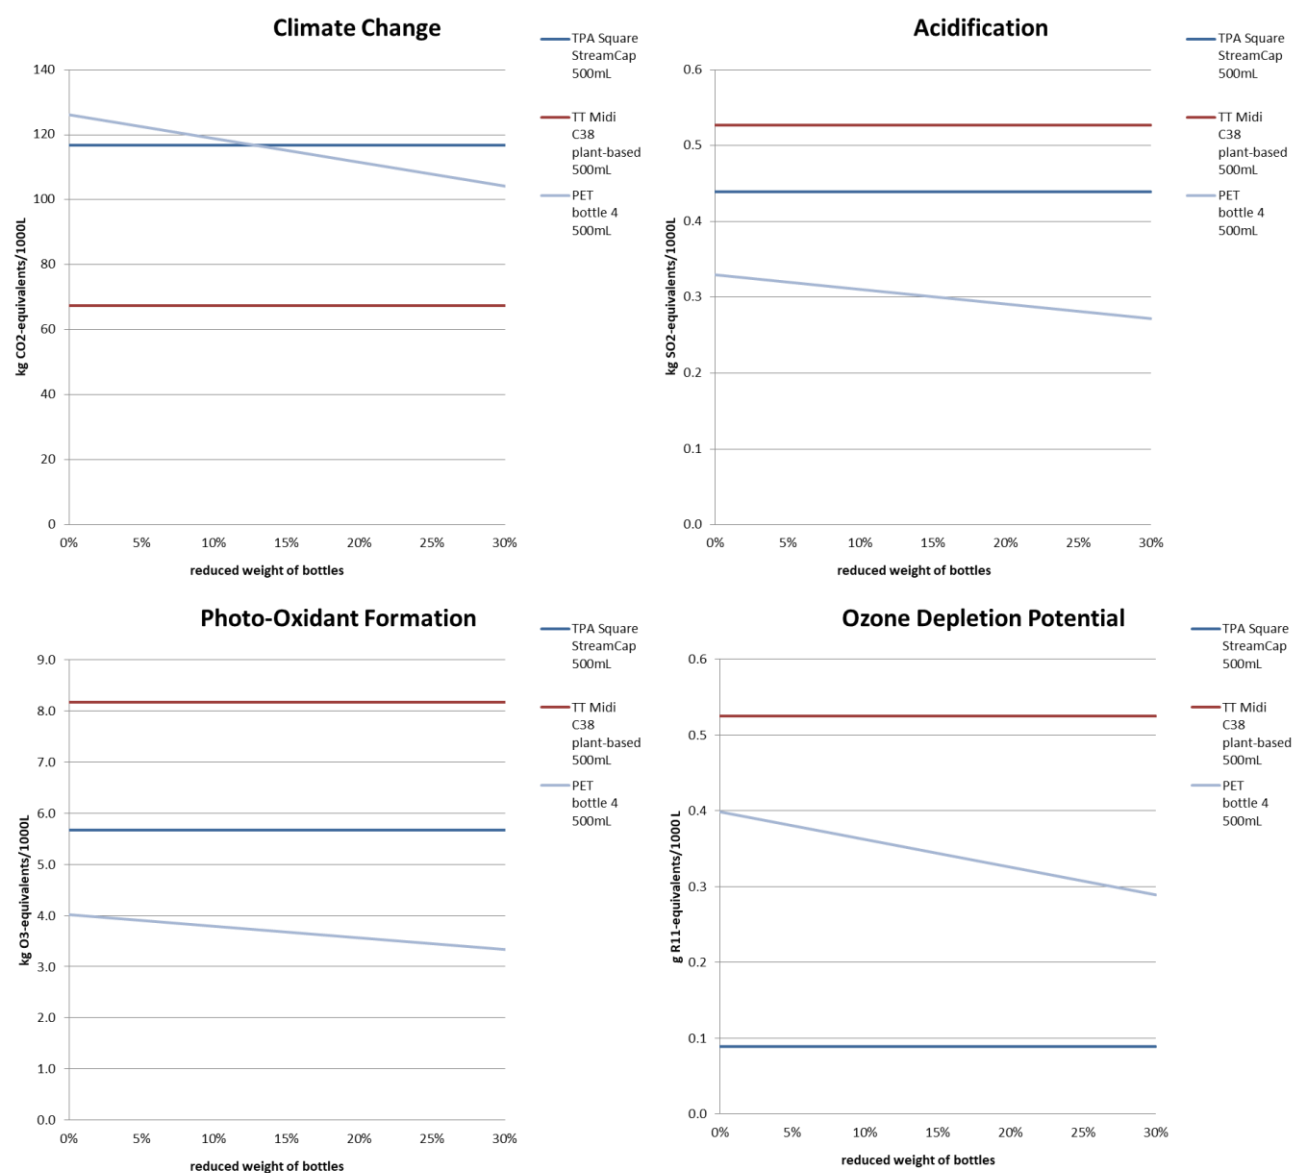 Climate Change
TPA Square
StreamCap
500mL
TT Midi
C38
plant-based
500mL
PET
bottle 4
500mL
kg CO2-equivalents/1000L
140
120
100
80
60
40
20
0
0% 5% 10% 15% 20% 25% 30%
reduced weight of bottles
Acidification
TPA Square
StreamCap
500mL
TT Midi
C38
plant-based
500mL
PET
bottle 4
500mL
kg SO2-equivalents/1000L
0.6
0.5
0.4
0.3
0.2
0.1
0.0
0% 5% 10% 15% 20% 25% 30%
reduced weight of bottles
Photo-Oxidant Formation
TPA Square
StreamCap
500mL
TT Midi
C38
plant-based
500mL
PET
bottle 4
500mL
kg O3-equivalents/1000L
9.0
8.0
7.0
6.0
5.0
4.0
3.0
2.0
1.0
0.0
0% 5% 10% 15% 20% 25% 30%
reduced weight of bottles
Ozone Depletion Potential
TPA Square
StreamCap
500mL
TT Midi
C38
plant-based
500mL
PET
bottle 4
500mL
g R11-equivalents/1000 L
0.6
0.5
0.4
0.3
0.2
0.1
0.0
0% 5% 10% 15% 20% 25% 30%
reduced weight of bottles